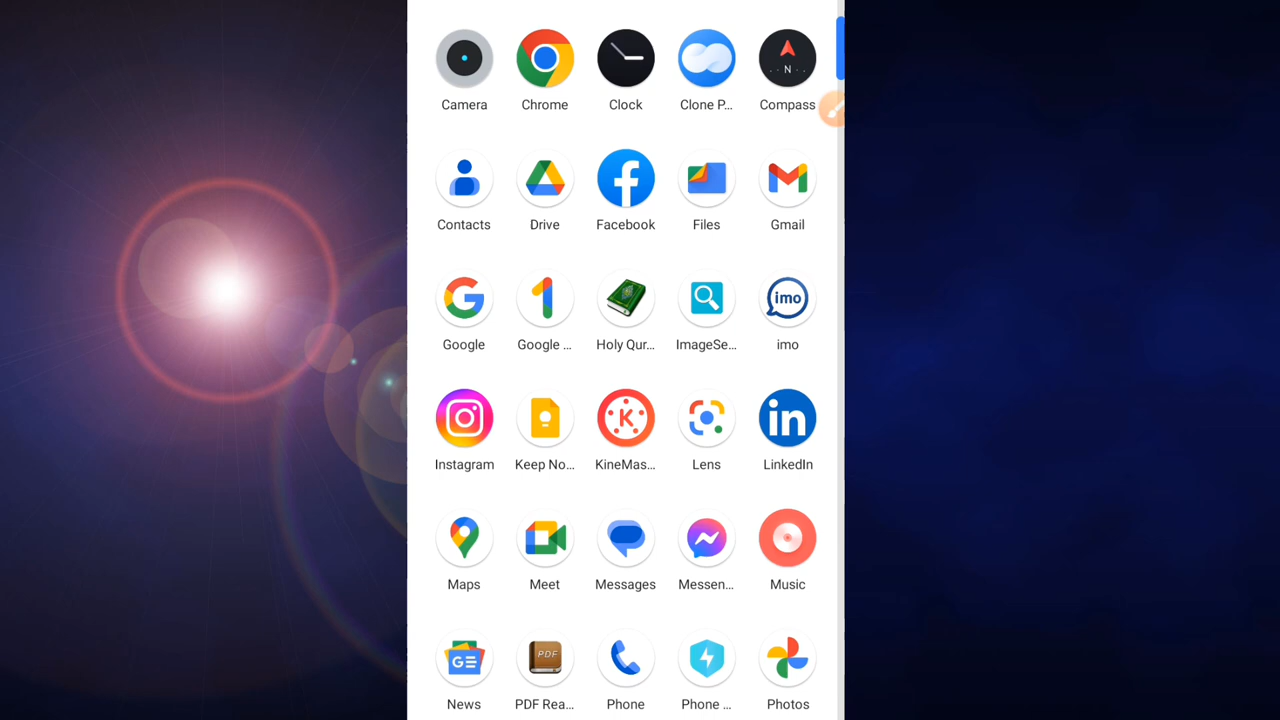 N
Camera Chrome Clock Clone P... Compass
Contacts Drive Facebook Files Gmail
imo
Google Google ... Holy Qur... ImageSe... imo
K
in
Instagram Keep No... KineMas... Lens LinkedIn
Maps Meet Messages Messen... Music
GE PDF
News PDF Rea... Phone Phone ... Photos